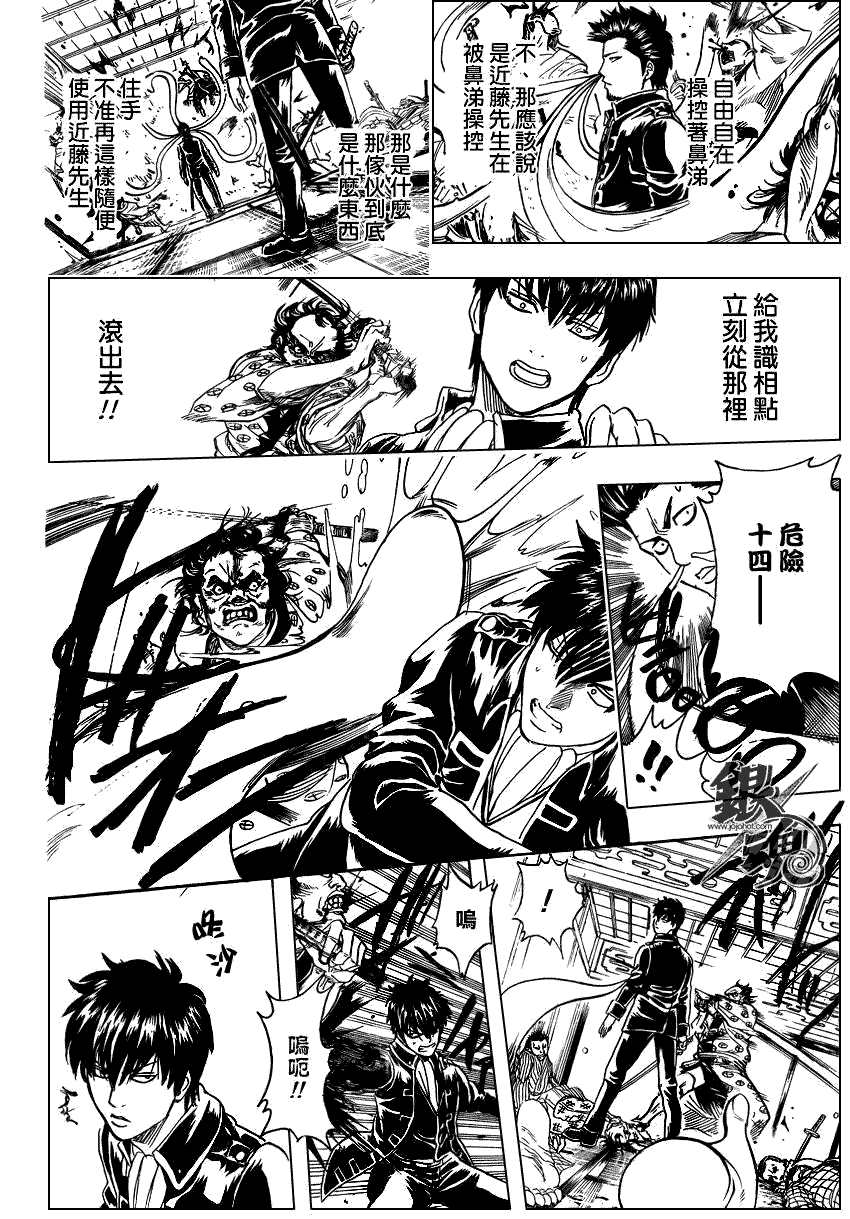 自由自在
操控著鼻涕
不、那應該說
是近藤先生在
被鼻涕操控
那是什麼
那傢伙到底
是什麼東西
住手
不准再這樣隨便
使用近藤先生
給我識相點
立刻從那裡
滾出去!!
危險
十四——
!!
銀魂
www.jojohot.com
!
嗚
嗚呃!!
唦
沙